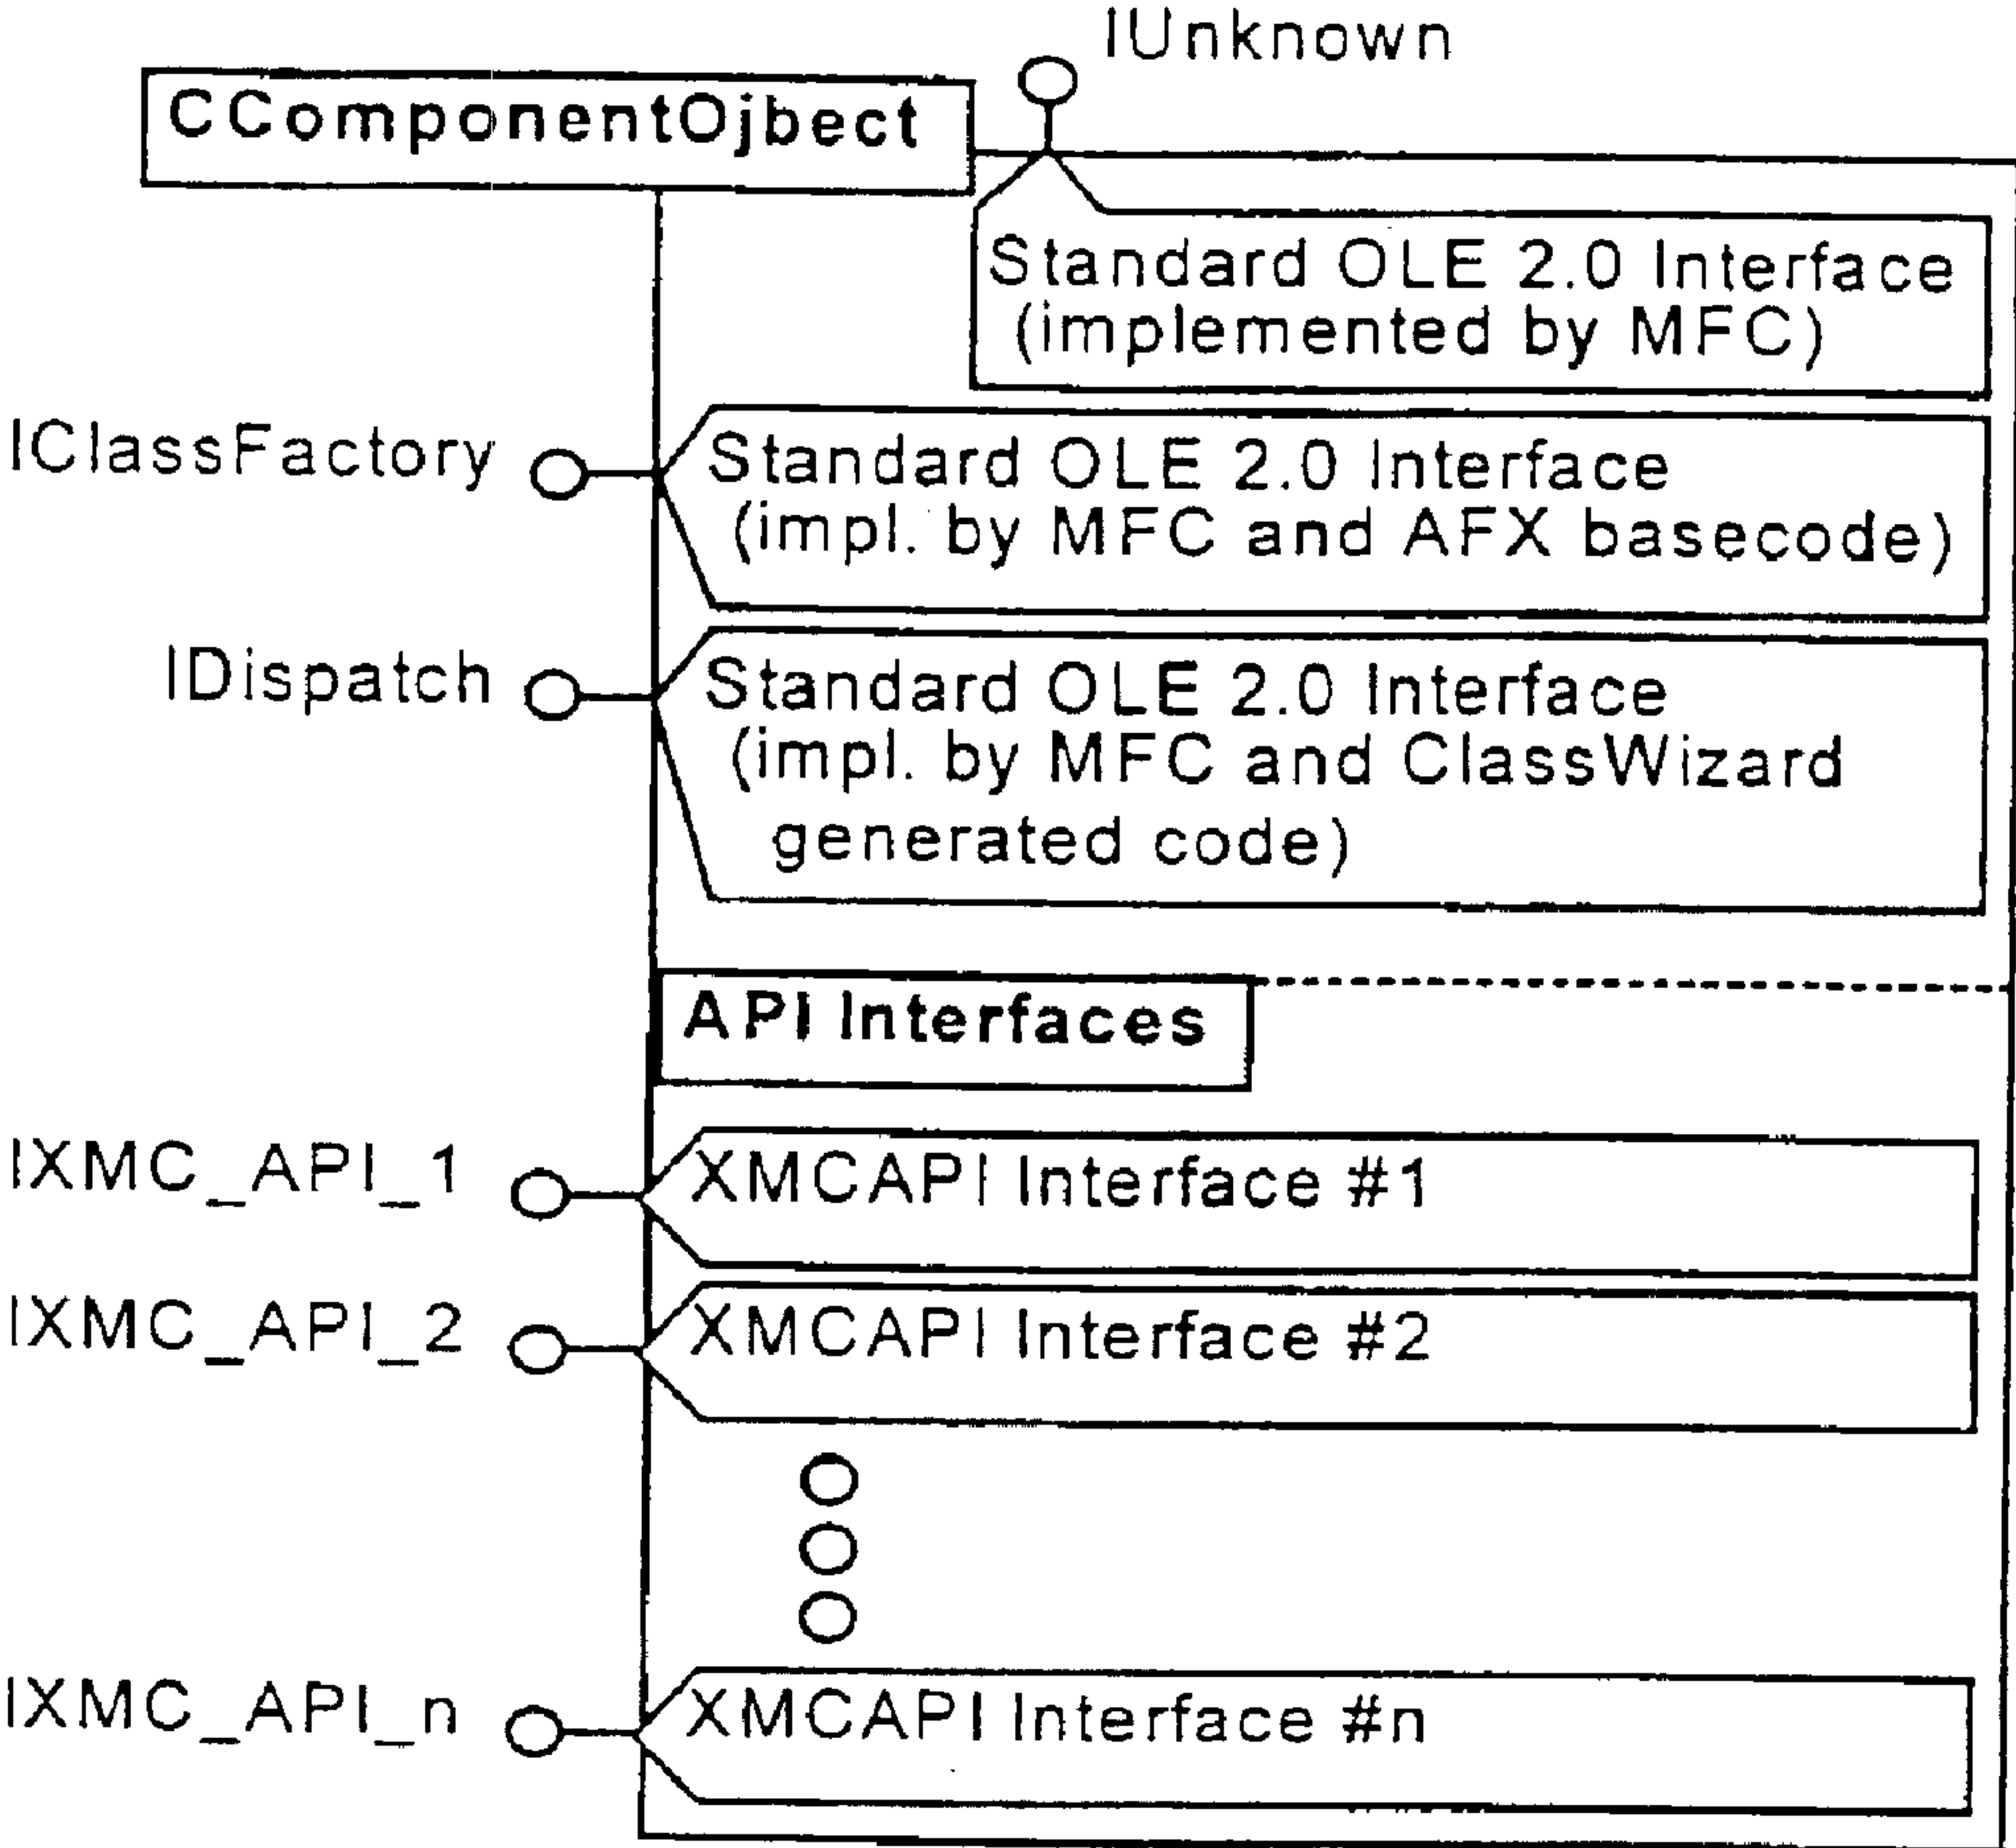 IUnknown
CComponentOjbect
Standard OLE 2.0 Interface
(implemented by MFC)
IClassFactory
Standard OLE 2.0 Interface
(impl. by MFC and AFX basecode)
IDispatch
Standard OLE 2.0 Interface
(impl. by MFC and ClassWizard
generated code)
API Interfaces
IXMC_API_1
XMCAPI Interface #1
IXMC_API_2
XMCAPI Interface #2
IXMC_API_n
XMCAPI Interface #n